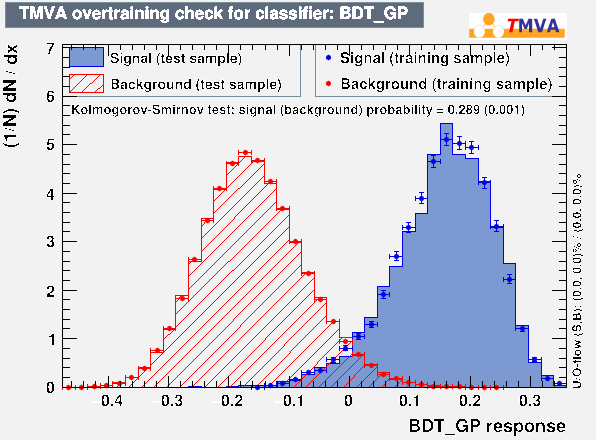 TMVA overtraining check for classifier: BDT_GP
TMVA
Signal (test sample)
Signal (training sample)
Background (test sample)
Background (training sample)
Kolmogorov-Smirnov test: signal (background) probability = 0.289 (0.001)
(1/N) dN / dx
7
6
5
4
3
2
1
0
-0.4 -0.3 -0.2 -0.1 0 0.1 0.2 0.3
BDT_GP response
U/O-flow (S,B): (0.0, 0.0)% / (0.0, 0.0)%